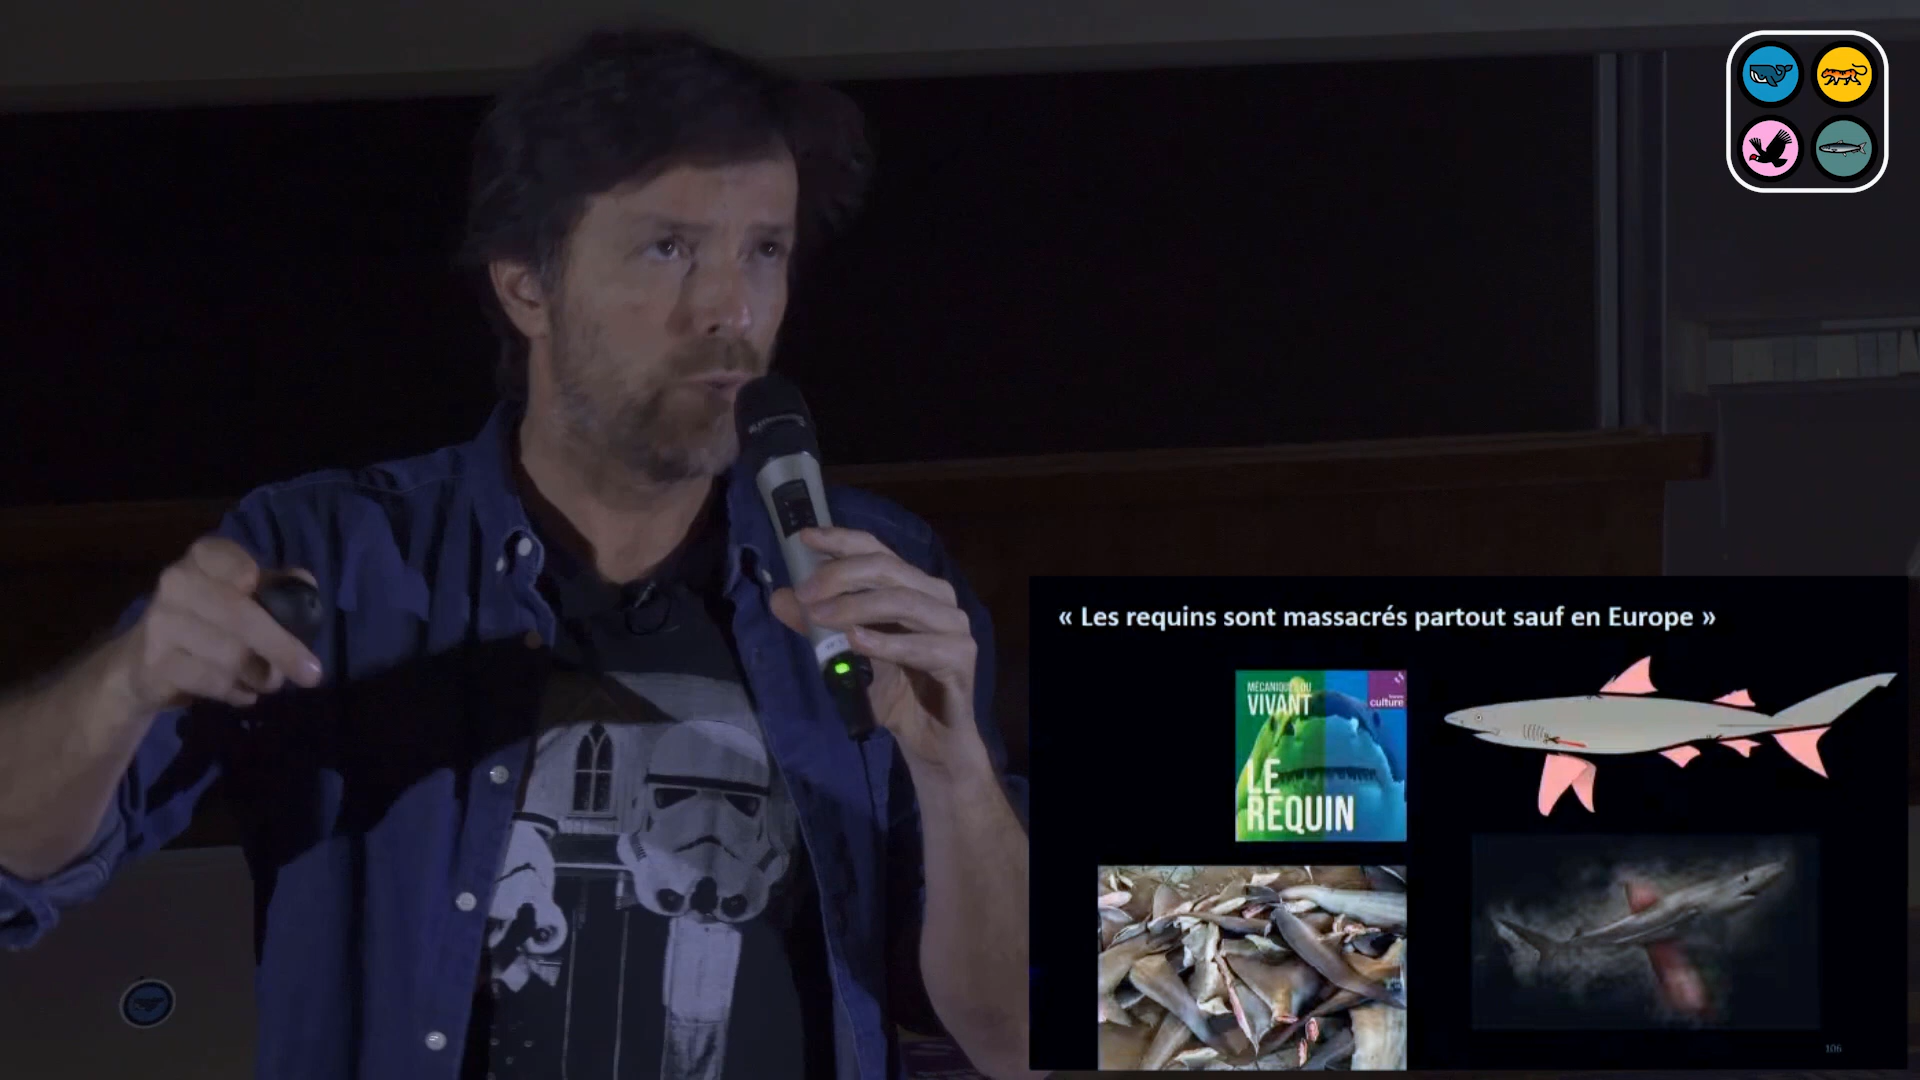 « Les requins sont massacrés partout sauf en Europe »
MÉCANIQUES DU
VIVANT
culture
LE
REQUIN
106